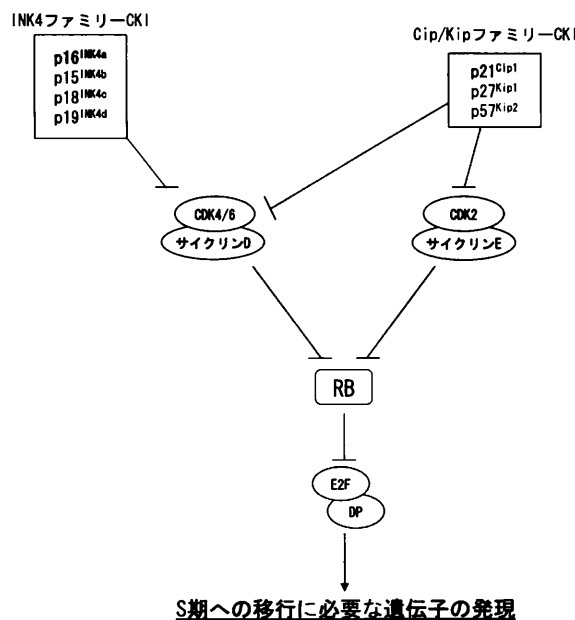 INK4ファミリーCKI
p16INK4a
p15INK4b
p18INK4c
p19INK4d
Cip/KipファミリーCKI
p21Cip1
p27Kip1
p57Kip2
CDK4/6
サイクリンD
CDK2
サイクリンE
RB
E2F
DP
S期への移行に必要な遺伝子の発現